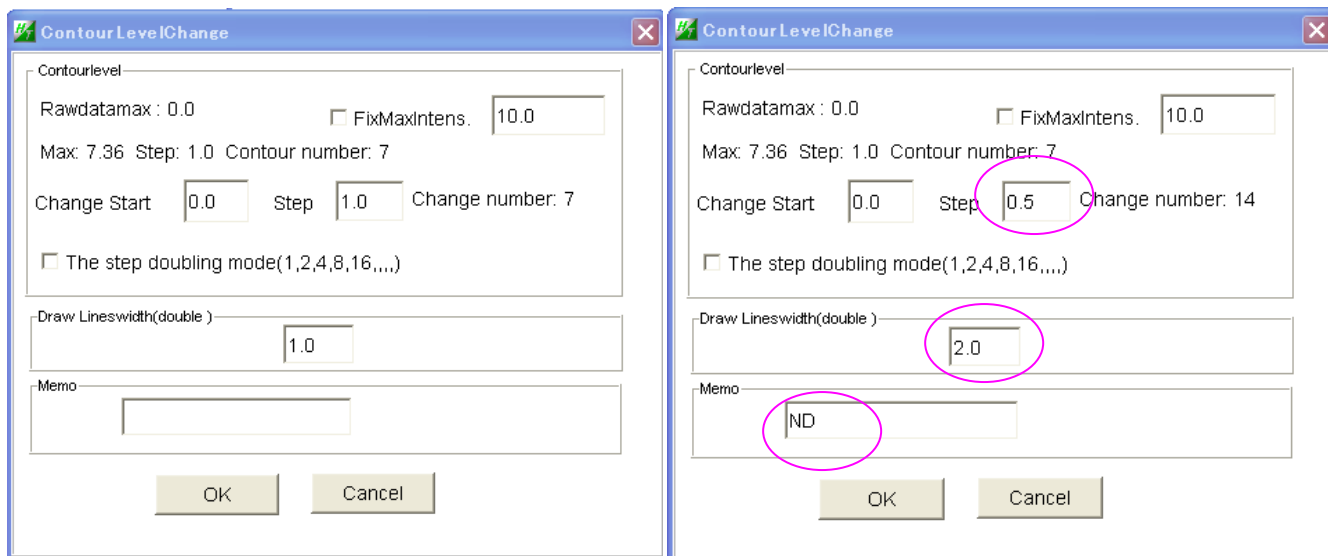 ContourLevelChange
Contourlevel
Rawdatamax : 0.0
FixMaxIntens.
10.0
Max: 7.36 Step: 1.0 Contour number: 7
Change Start
0.0
Step
1.0
Change number: 7
The step doubling mode(1,2,4,8,16,,,,)
Draw Lineswidth(double )
1.0
Memo
OK
Cancel
ContourLevelChange
Contourlevel
Rawdatamax : 0.0
FixMaxIntens.
10.0
Max: 7.36 Step: 1.0 Contour number: 7
Change Start
0.0
Step
0.5
Change number: 14
The step doubling mode(1,2,4,8,16,,,,)
Draw Lineswidth(double )
2.0
Memo
ND
OK
Cancel